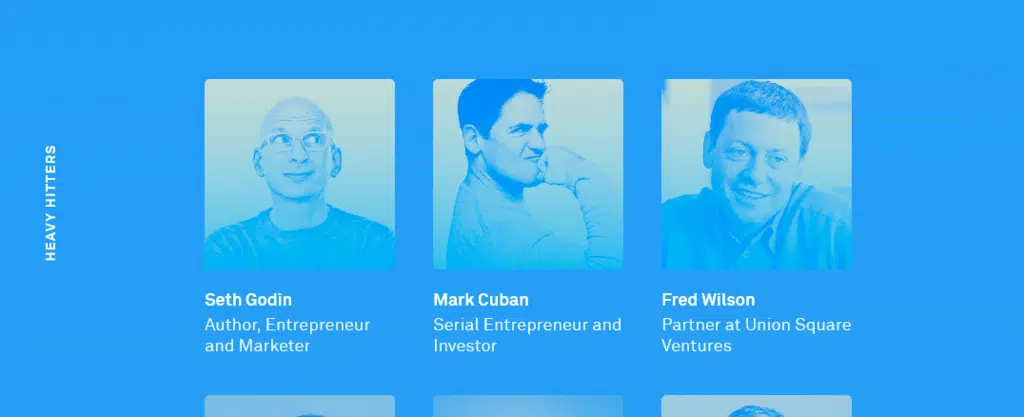 HEAVY HITTERS
Seth Godin
Author, Entrepreneur
and Marketer
Mark Cuban
Serial Entrepreneur and
Investor
Fred Wilson
Partner at Union Square
Ventures